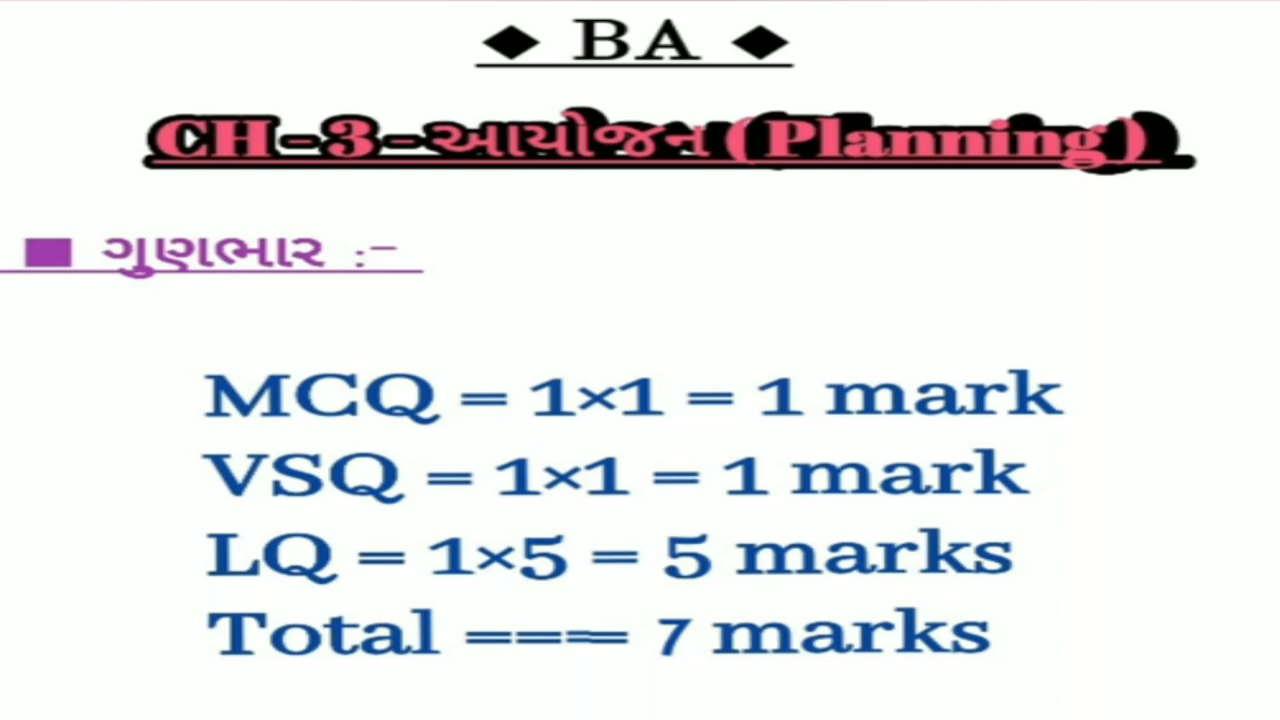 ◆ BA ◆
CH-3-આયોજન (Planning)
■ ગુણભાર :-
MCQ = 1×1 = 1 mark
VSQ = 1×1 = 1 mark
LQ = 1×5 = 5 marks
Total ==== 7 marks